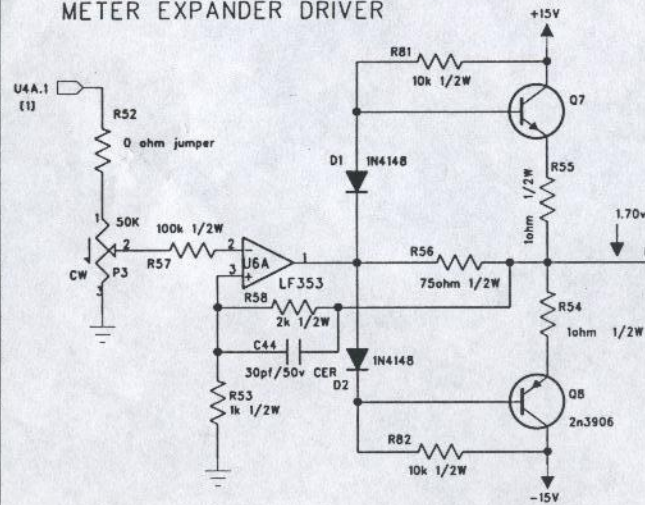 METER EXPANDER DRIVER
+15V
R81
10k 1/2W
U4A.1
[1]
R52
0 ohm jumper
Q7
D1
1N4148
R55
1ohm 1/2W
1
50K
100k 1/2W
2
R57
CW
P3
3
2
3
U6A
1
LF353
R56
75ohm 1/2W
1.70v
R58
2k 1/2W
R54
1ohm 1/2W
C44
30pf/50v CER
1N4148
D2
R53
1k 1/2W
Q8
2n3906
R82
10k 1/2W
-15V